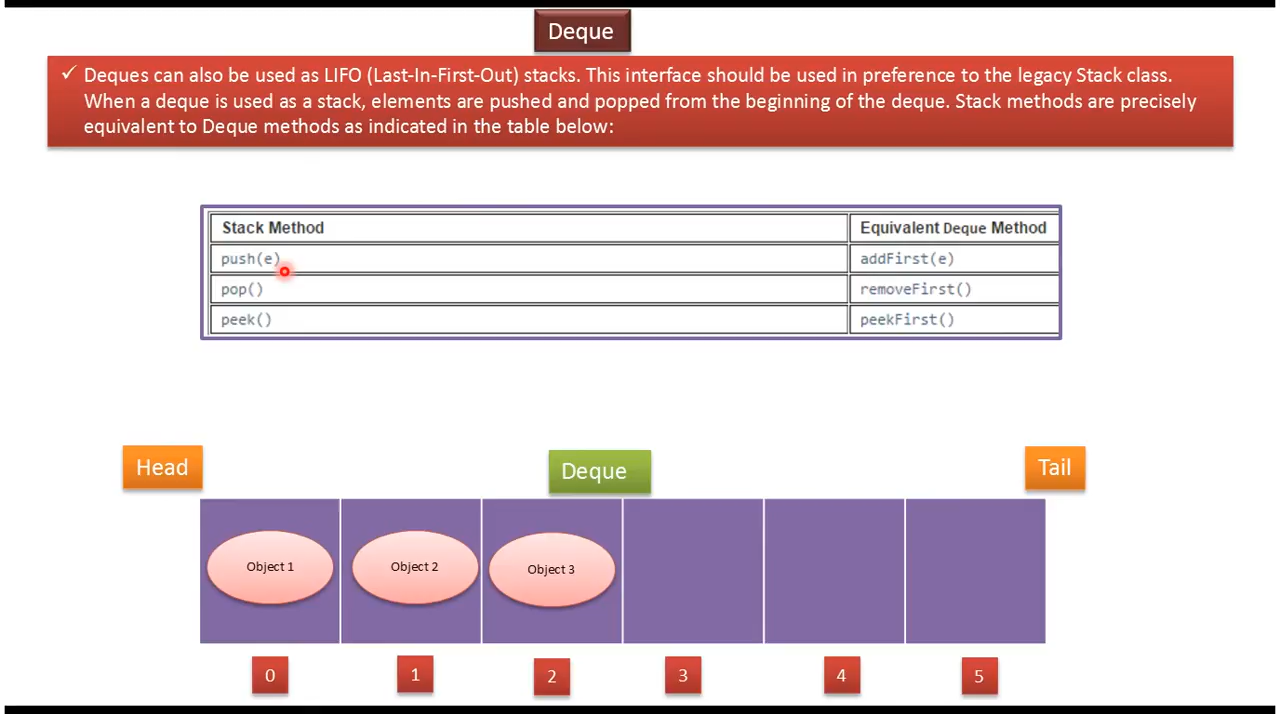 Deque
✓ Deques can also be used as LIFO (Last-In-First-Out) stacks. This interface should be used in preference to the legacy Stack class.
When a deque is used as a stack, elements are pushed and popped from the beginning of the deque. Stack methods are precisely
equivalent to Deque methods as indicated in the table below:
Stack Method Equivalent Deque Method
push(e) addFirst(e)
pop() removeFirst()
peek() peekFirst()
Head Deque Tail
Object 1 Object 2 Object 3
0 1 2 3 4 5